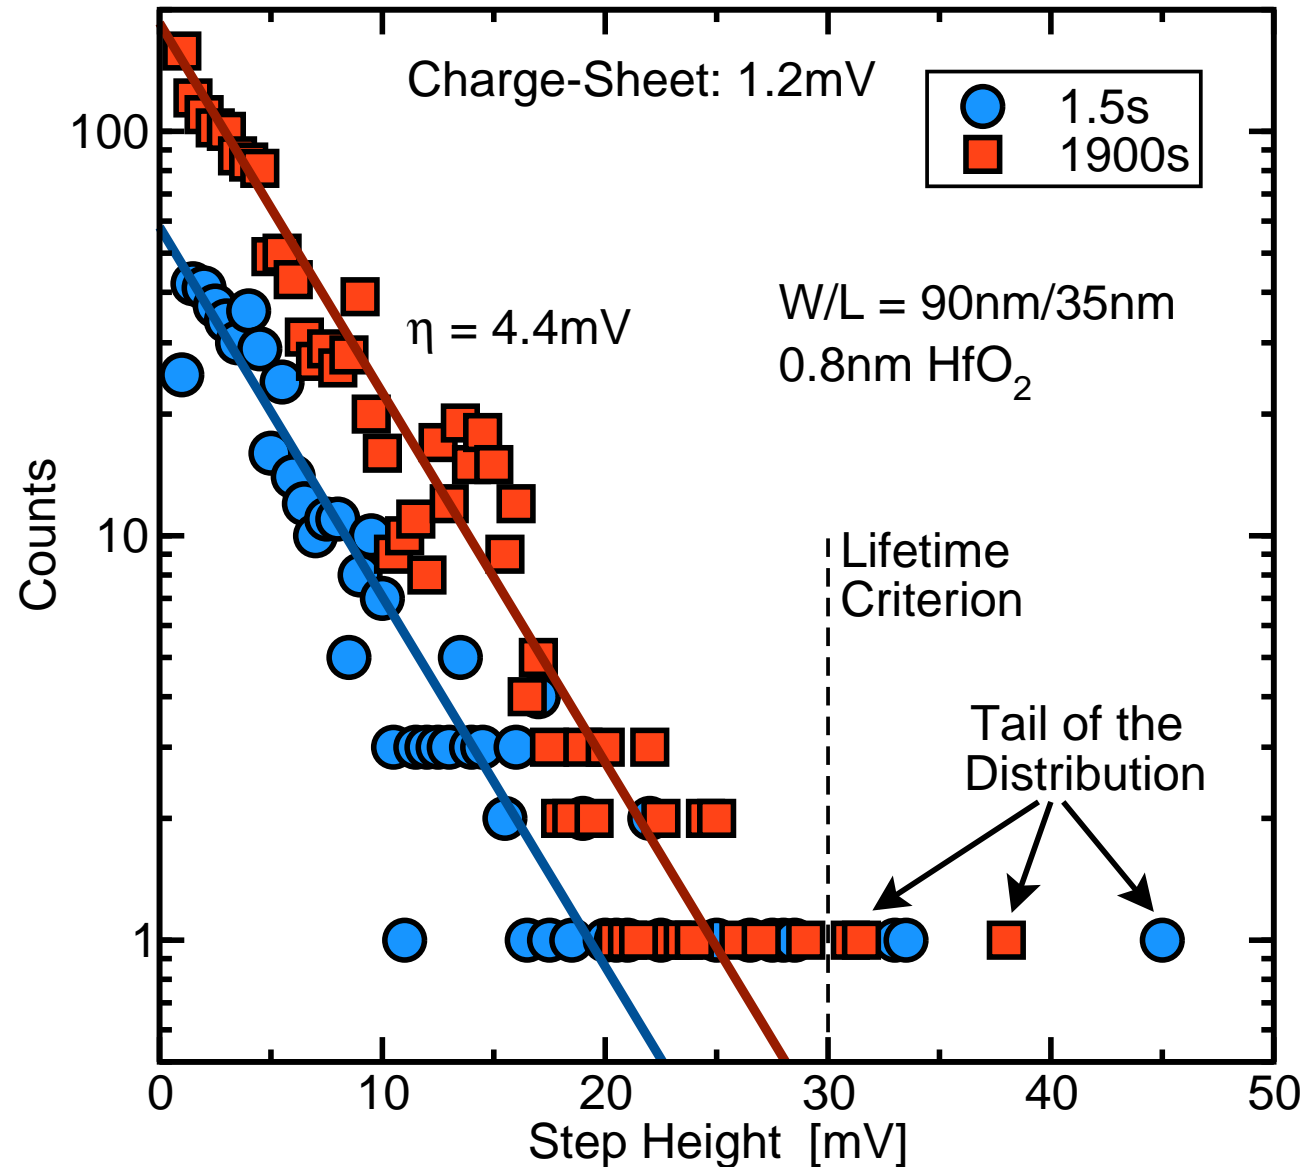 Charge-Sheet: 1.2mV
1.5s
1900s
η = 4.4mV
W/L = 90nm/35nm
0.8nm HfO2
Lifetime
Criterion
Tail of the
Distribution
Counts
100
10
1
0 10 20 30 40 50
Step Height [mV]